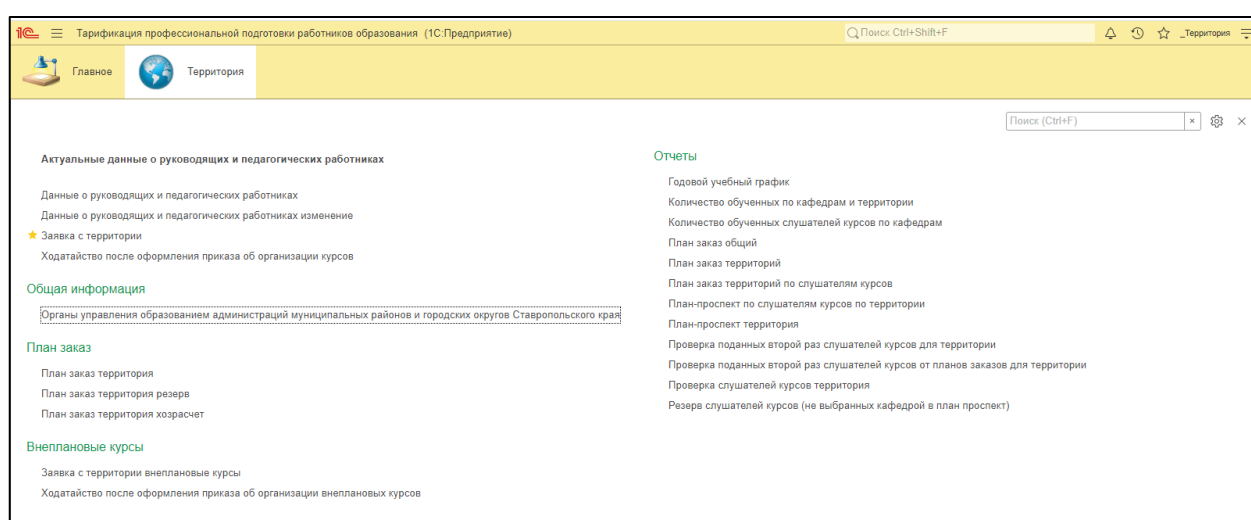 1С Тарификация профессиональной подготовки работников образования (1С:Предприятие) Поиск Ctrl+Shift+F _Территория
Главное Территория
Поиск (Ctrl+F) ×
Актуальные данные о руководящих и педагогических работниках
Данные о руководящих и педагогических работниках
Данные о руководящих и педагогических работниках изменение
Заявка с территории
Ходатайство после оформления приказа об организации курсов
Общая информация
Органы управления образованием администраций муниципальных районов и городских округов Ставропольского края
План заказ
План заказ территория
План заказ территория резерв
План заказ территория хозрасчет
Внеплановые курсы
Заявка с территории внеплановые курсы
Ходатайство после оформления приказа об организации внеплановых курсов
Отчеты
Годовой учебный график
Количество обученных по кафедрам и территории
Количество обученных слушателей курсов по кафедрам
План заказ общий
План заказ территорий
План заказ территорий по слушателям курсов
План-проспект по слушателям курсов по территории
План-проспект территория
Проверка поданных второй раз слушателей курсов для территории
Проверка поданных второй раз слушателей курсов от планов заказов для территории
Проверка слушателей курсов территория
Резерв слушателей курсов (не выбранных кафедрой в план проспект)